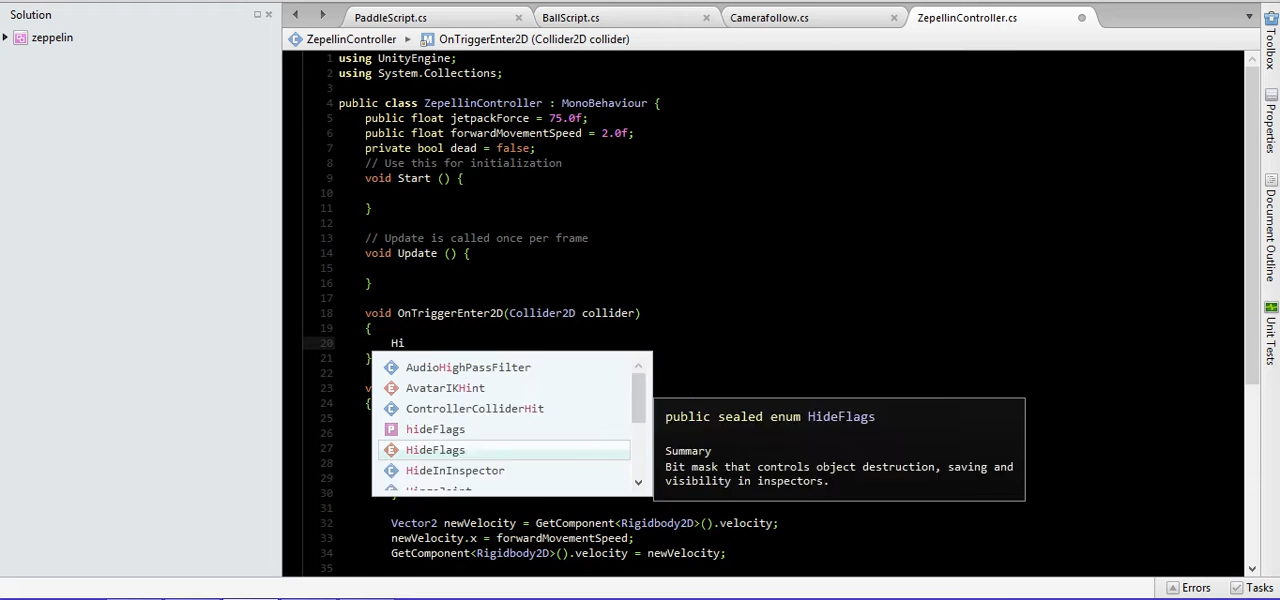 Solution
zeppelin
PaddleScript.cs
BallScript.cs
Camerafollow.cs
ZepellinController.cs
ZepellinController
OnTriggerEnter2D (Collider2D collider)
1 using UnityEngine;
2 using System.Collections;
3
4 public class ZepellinController : MonoBehaviour {
5 public float jetpackForce = 75.0f;
6 public float forwardMovementSpeed = 2.0f;
7 private bool dead = false;
8 // Use this for initialization
9 void Start () {
10
11 }
12
13 // Update is called once per frame
14 void Update () {
15
16 }
17
18 void OnTriggerEnter2D(Collider2D collider)
19 {
20 Hi
21 }
22
23 v
24 {
25
26
27
28
29
30
31
32 Vector2 newVelocity = GetComponent<Rigidbody2D>().velocity;
33 newVelocity.x = forwardMovementSpeed;
34 GetComponent<Rigidbody2D>().velocity = newVelocity;
35
AudioHighPassFilter
AvatarIKHint
ControllerColliderHit
hideFlags
HideFlags
HideInInspector
public sealed enum HideFlags
Summary
Bit mask that controls object destruction, saving and
visibility in inspectors.
Toolbox
Properties
Document Outline
Unit Tests
Errors
Tasks